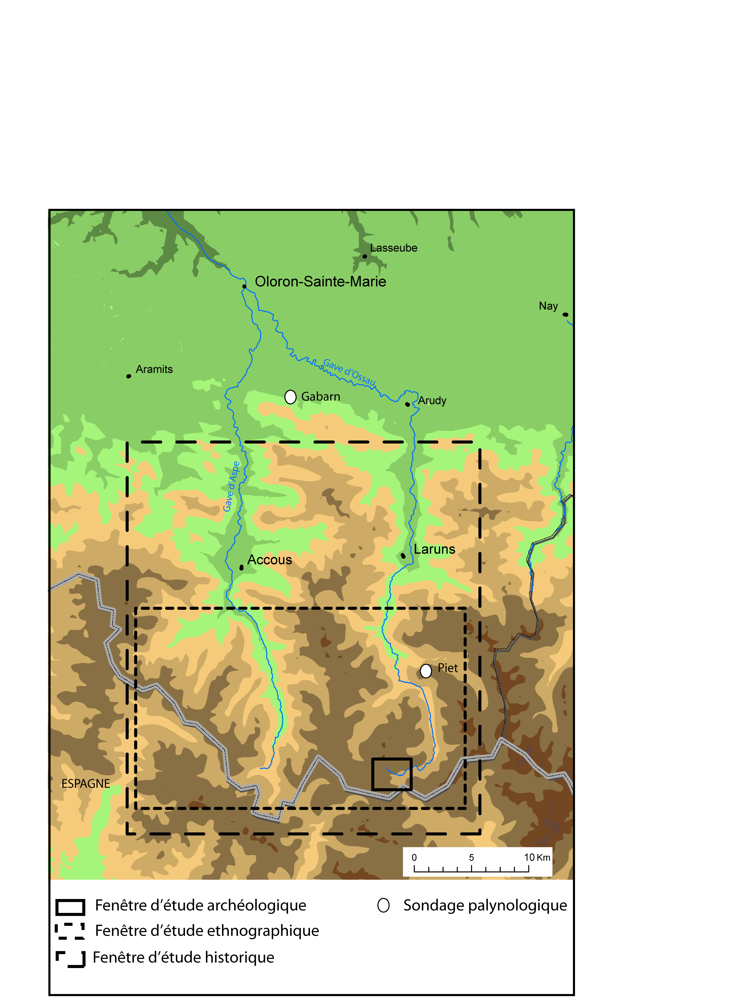 Lasseube
Oloron-Sainte-Marie
Nay
Gave d'Ossau
Aramits
Gabarn
Arudy
Gave d'Aspe
Laruns
Accous
Piet
ESPAGNE
0 5 10 Km
Fenêtre d'étude archéologique
Sondage palynologique
Fenêtre d'étude ethnographique
Fenêtre d'étude historique